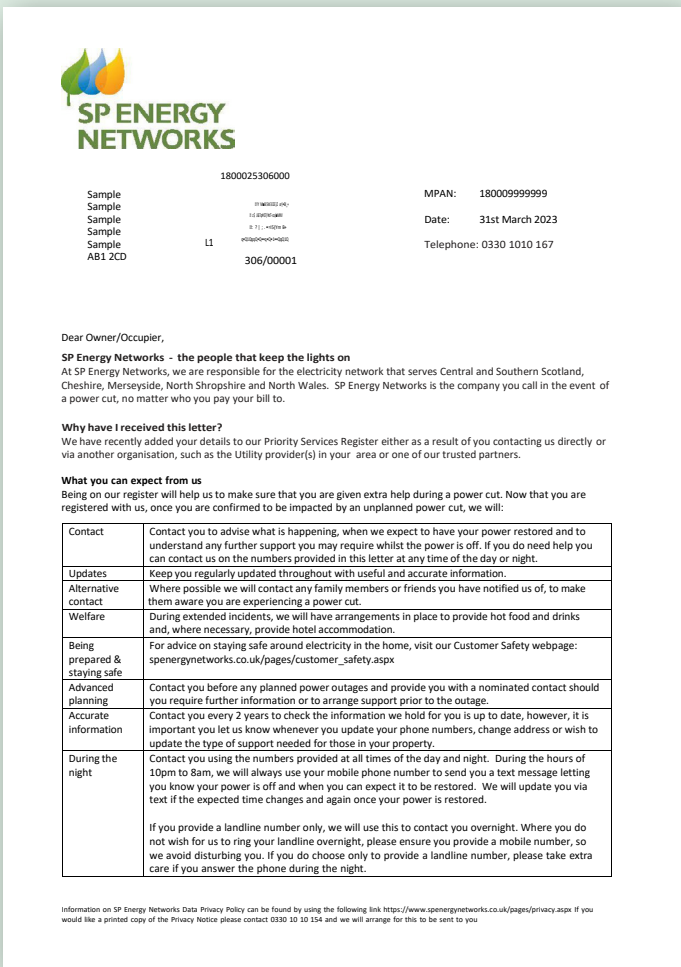 SP ENERGY
NETWORKS
1800025306000
Sample
Sample
Sample
Sample
Sample
AB1 2CD
L1
306/00001
MPAN: 180009999999
Date: 31st March 2023
Telephone: 0330 1010 167
Dear Owner/Occupier,
SP Energy Networks - the people that keep the lights on
At SP Energy Networks, we are responsible for the electricity network that serves Central and Southern Scotland,
Cheshire, Merseyside, North Shropshire and North Wales. SP Energy Networks is the company you call in the event of
a power cut, no matter who you pay your bill to.
Why have I received this letter?
We have recently added your details to our Priority Services Register either as a result of you contacting us directly or
via another organisation, such as the Utility provider(s) in your area or one of our trusted partners.
What you can expect from us
Being on our register will help us to make sure that you are given extra help during a power cut. Now that you are
registered with us, once you are confirmed to be impacted by an unplanned power cut, we will:
Contact
Contact you to advise what is happening, when we expect to have your power restored and to
understand any further support you may require whilst the power is off. If you do need help you
can contact us on the numbers provided in this letter at any time of the day or night.
Updates
Keep you regularly updated throughout with useful and accurate information.
Alternative
contact
Where possible we will contact any family members or friends you have notified us of, to make
them aware you are experiencing a power cut.
Welfare
During extended incidents, we will have arrangements in place to provide hot food and drinks
and, where necessary, provide hotel accommodation.
Being
prepared &
staying safe
For advice on staying safe around electricity in the home, visit our Customer Safety webpage:
spenergynetworks.co.uk/pages/customer_safety.aspx
Advanced
planning
Contact you before any planned power outages and provide you with a nominated contact should
you require further information or to arrange support prior to the outage.
Accurate
information
Contact you every 2 years to check the information we hold for you is up to date, however, it is
important you let us know whenever you update your phone numbers, change address or wish to
update the type of support needed for those in your property.
During the
night
Contact you using the numbers provided at all times of the day and night. During the hours of
10pm to 8am, we will always use your mobile phone number to send you a text message letting
you know your power is off and when you can expect it to be restored. We will update you via
text if the expected time changes and again once your power is restored.
If you provide a landline number only, we will use this to contact you overnight. Where you do
not wish for us to ring your landline overnight, please ensure you provide a mobile number, so
we avoid disturbing you. If you do choose only to provide a landline number, please take extra
care if you answer the phone during the night.
Information on SP Energy Networks Data Privacy Policy can be found by using the following link https://www.spenergynetworks.co.uk/pages/privacy.aspx If you
would like a printed copy of the Privacy Notice please contact 0330 10 10 154 and we will arrange for this to be sent to you